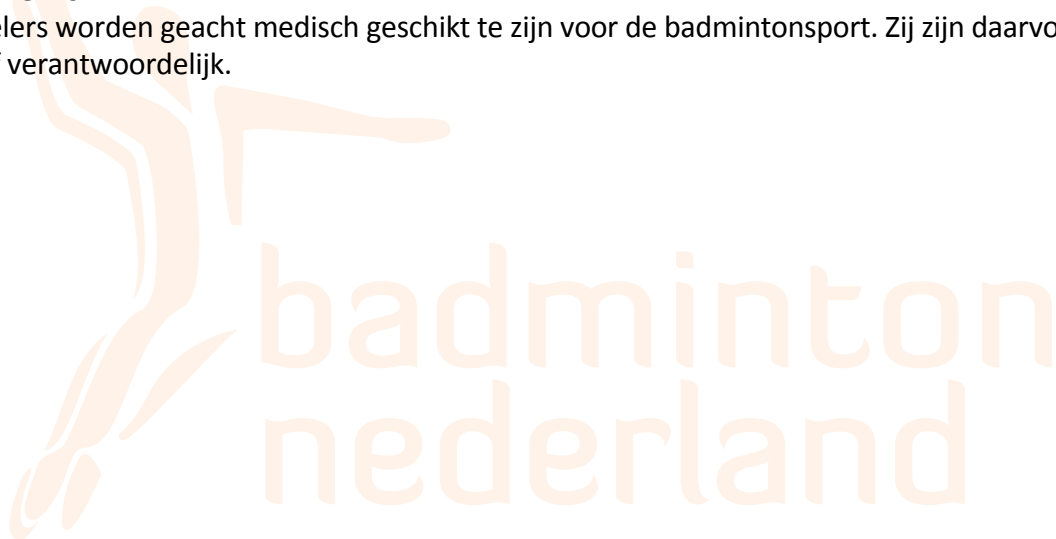 elers worden geacht medisch geschikt te zijn voor de badmintonsport. Zij zijn daarvo
verantwoordelijk.
badminton
nederland